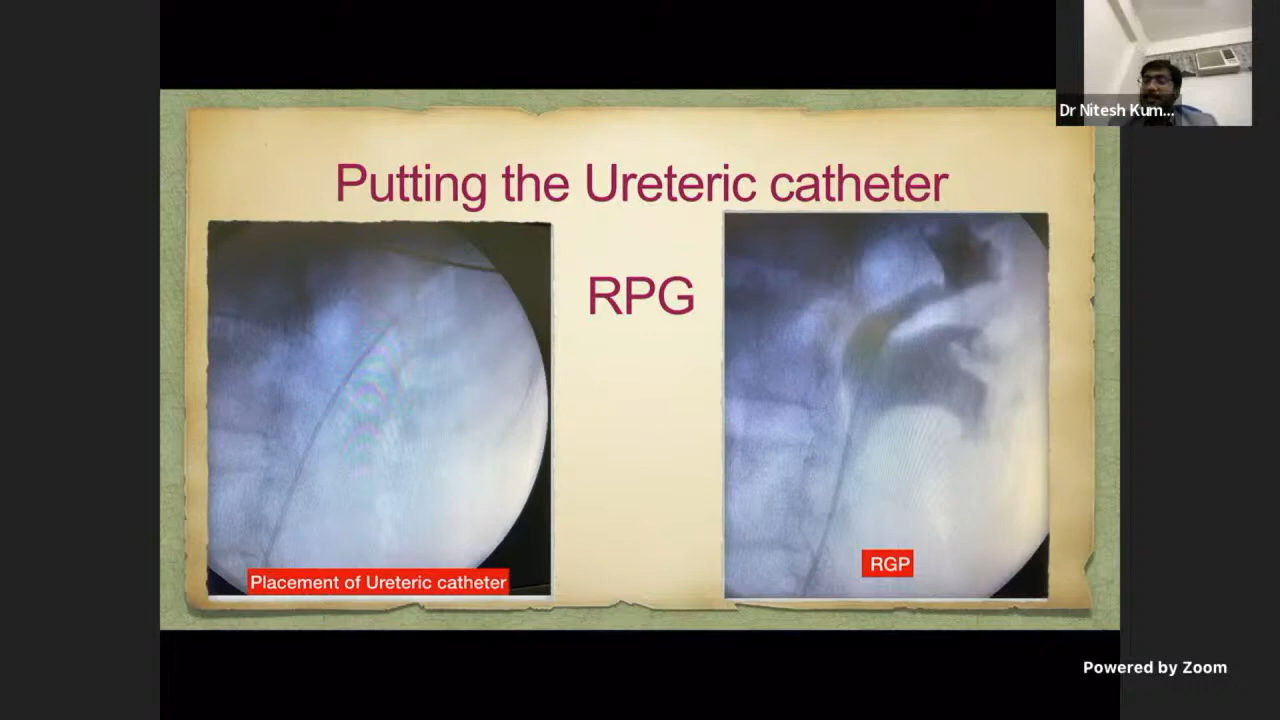 Dr Nitesh Kum...
Putting the Ureteric catheter
RPG
Placement of Ureteric catheter
RGP
Powered by Zoom